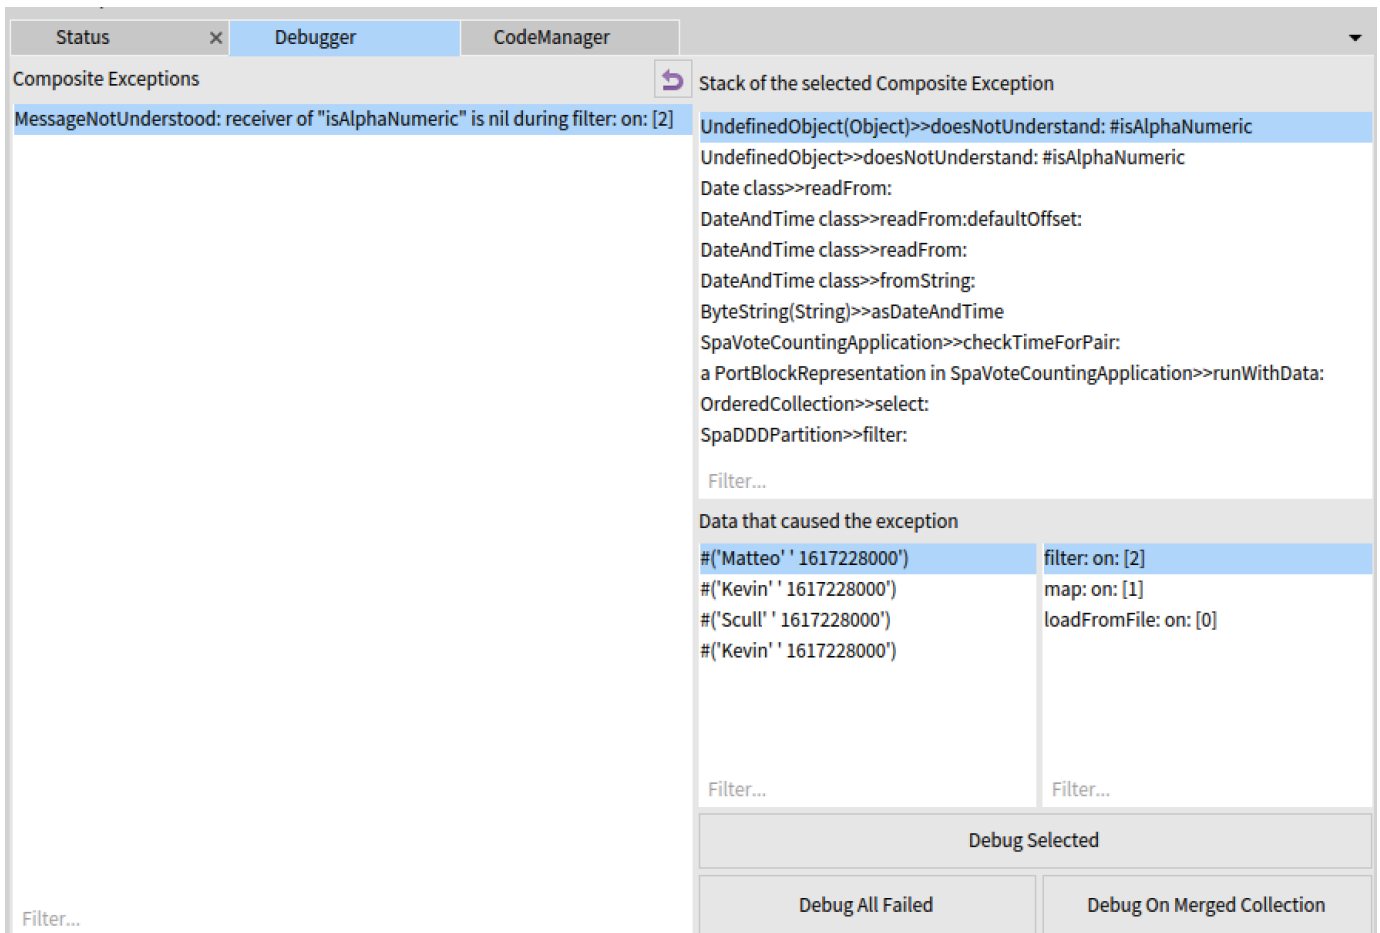 Status × Debugger CodeManager
Composite Exceptions
MessageNotUnderstood: receiver of "isAlphaNumeric" is nil during filter: on: [2]
Filter...
Stack of the selected Composite Exception
UndefinedObject(Object)>>doesNotUnderstand: #isAlphaNumeric
UndefinedObject>>doesNotUnderstand: #isAlphaNumeric
Date class>>readFrom:
DateAndTime class>>readFrom:defaultOffset:
DateAndTime class>>readFrom:
DateAndTime class>>fromString:
ByteString(String)>>asDateAndTime
SpaVoteCountingApplication>>checkTimeForPair:
a PortBlockRepresentation in SpaVoteCountingApplication>>runWithData:
OrderedCollection>>select:
SpaDDDPartition>>filter:
Filter...
Data that caused the exception
#('Matteo' ' 1617228000')
#('Kevin' ' 1617228000')
#('Scull' ' 1617228000')
#('Kevin' ' 1617228000')
Filter...
filter: on: [2]
map: on: [1]
loadFromFile: on: [0]
Filter...
Debug Selected
Debug All Failed
Debug On Merged Collection